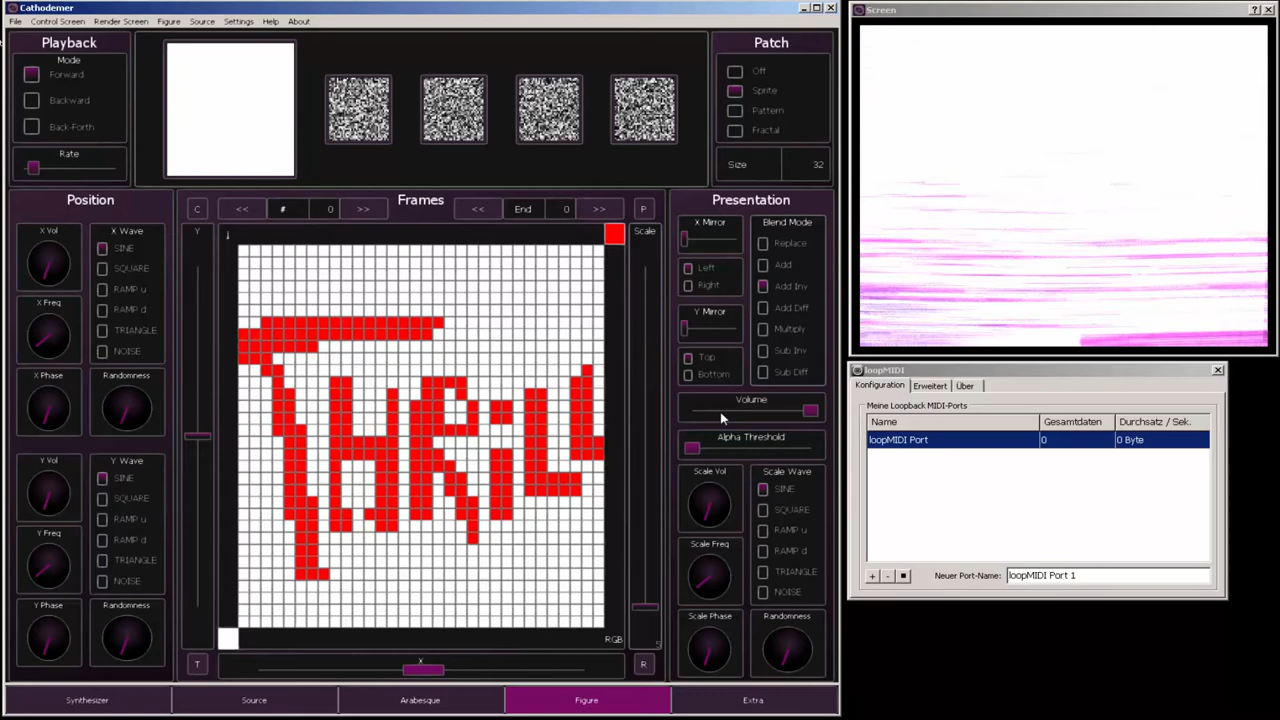 Cathodemer
File Control Screen Render Screen Figure Source Settings Help About
Playback
Mode
Forward
Backward
Back-Forth
Rate
Patch
Off
Sprite
Pattern
Fractal
Size 32
Position
X Vol
X Wave
SINE
SQUARE
X Freq
RAMP u
RAMP d
TRIANGLE
NOISE
X Phase
Randomness
Y Vol
Y Wave
SINE
SQUARE
Y Freq
RAMP u
RAMP d
TRIANGLE
NOISE
Y Phase
Randomness
C << # 0 >> Frames << End 0 >> P
Y
Scale
THRiLL
RGB
T X R
Presentation
X Mirror
Left
Right
Y Mirror
Top
Bottom
Blend Mode
Replace
Add
Add Inv
Add Diff
Multiply
Sub Inv
Sub Diff
Volume
Alpha Threshold
Scale Vol
Scale Wave
SINE
SQUARE
Scale Freq
RAMP u
RAMP d
TRIANGLE
NOISE
Scale Phase
Randomness
Synthesizer Source Arabesque Figure Extra
Screen
loopMIDI
Konfiguration Erweitert Über
Meine Loopback MIDI-Ports
Name Gesamtdaten Durchsatz / Sek.
loopMIDI Port 0 0 Byte
+ - Neuer Port-Name: loopMIDI Port 1